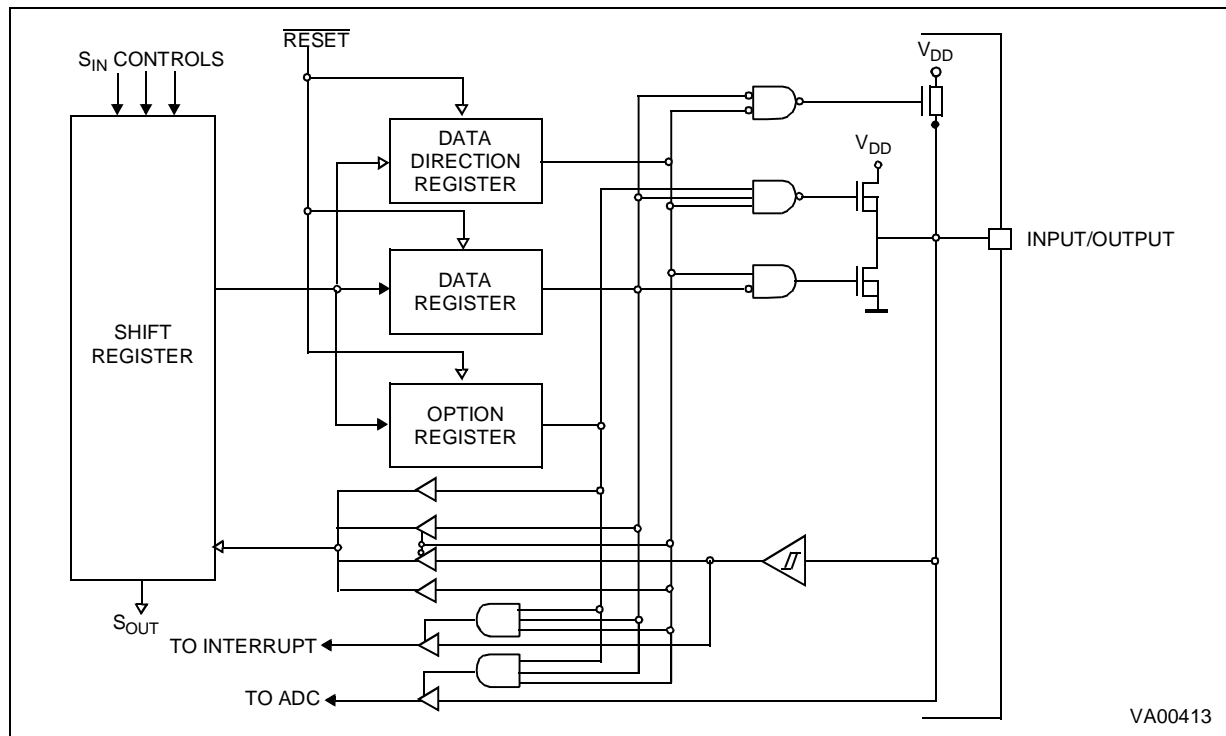 RESET
S_IN CONTROLS
V_DD
DATA
DIRECTION
REGISTER
V_DD
INPUT/OUTPUT
DATA
REGISTER
SHIFT
REGISTER
OPTION
REGISTER
S_OUT
TO INTERRUPT
TO ADC
VA00413